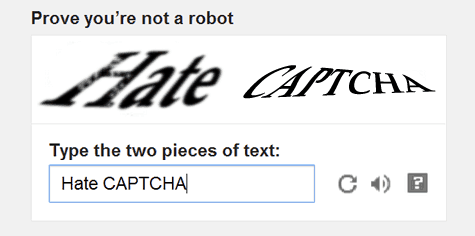 Prove you're not a robot
Hate CAPTCHA
Type the two pieces of text:
Hate CAPTCHA
?